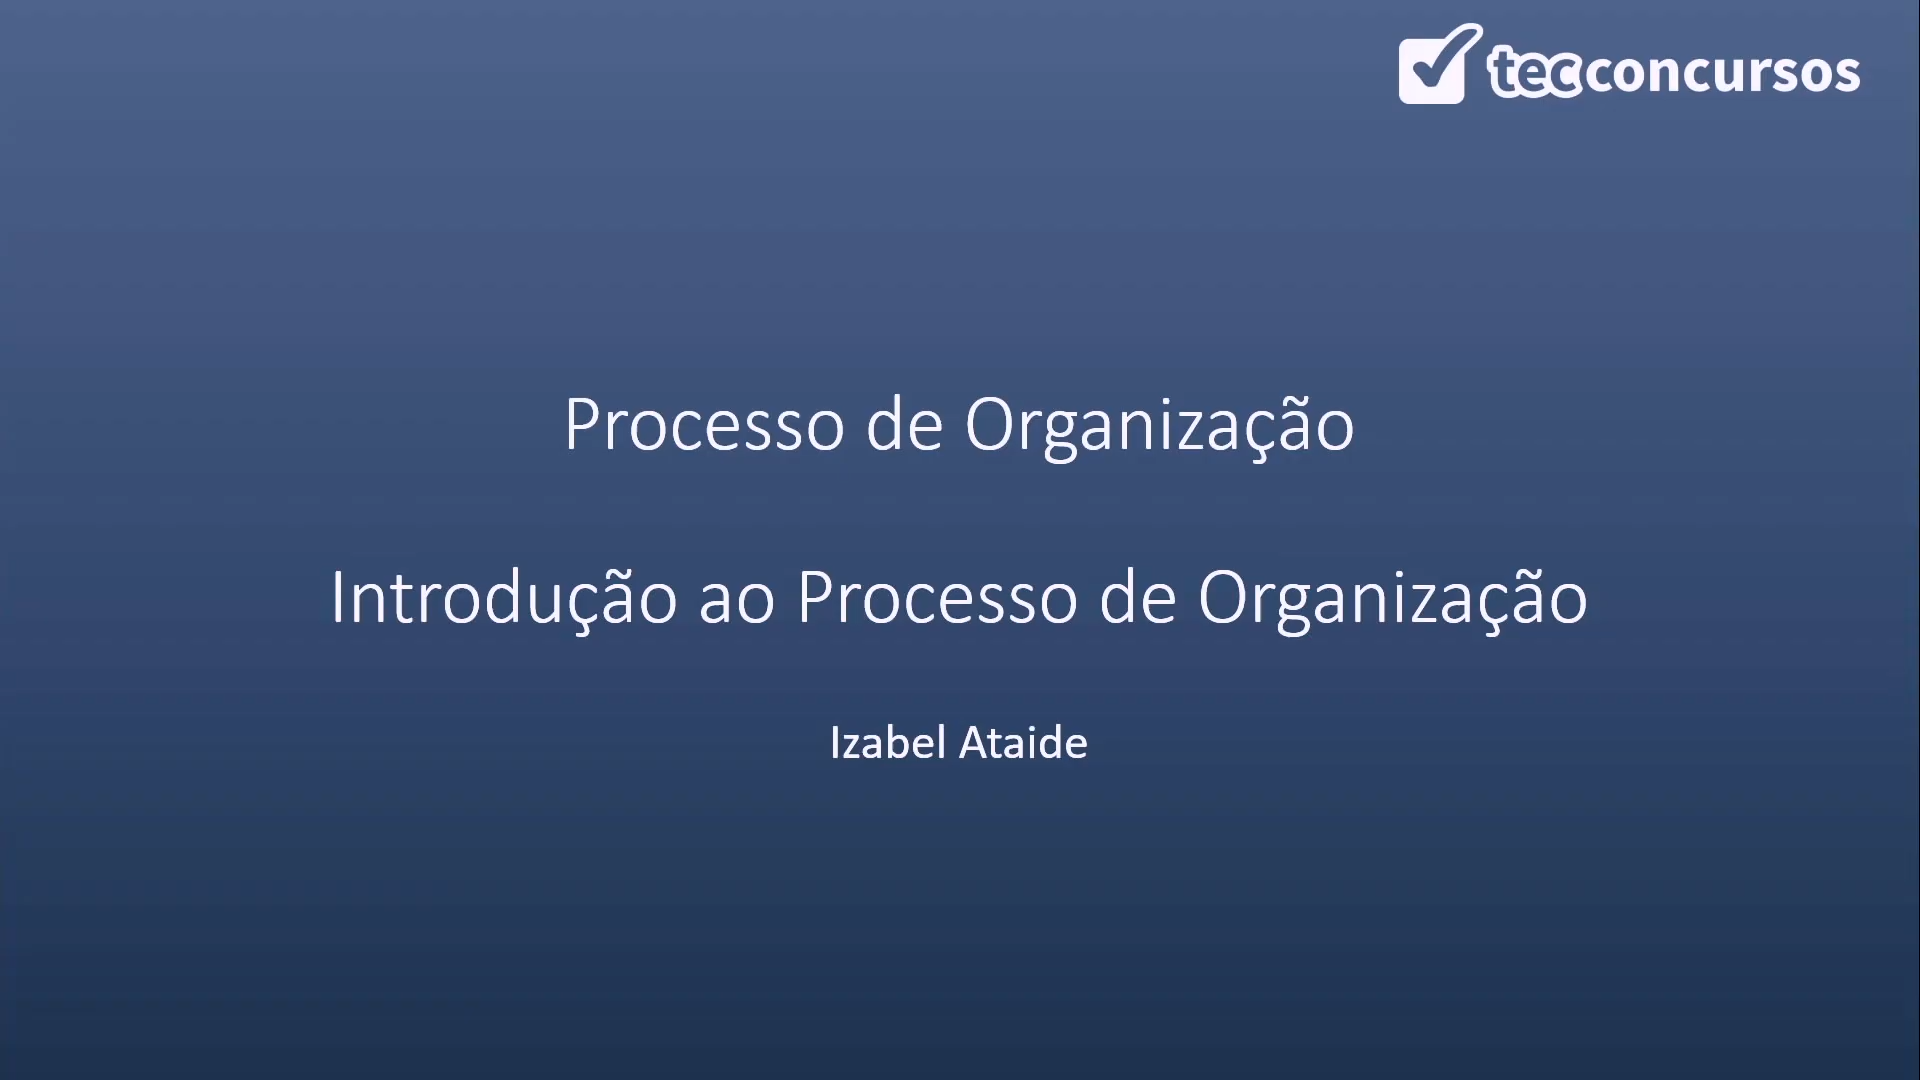 tecconcursos
Processo de Organização
Introdução ao Processo de Organização
Izabel Ataide